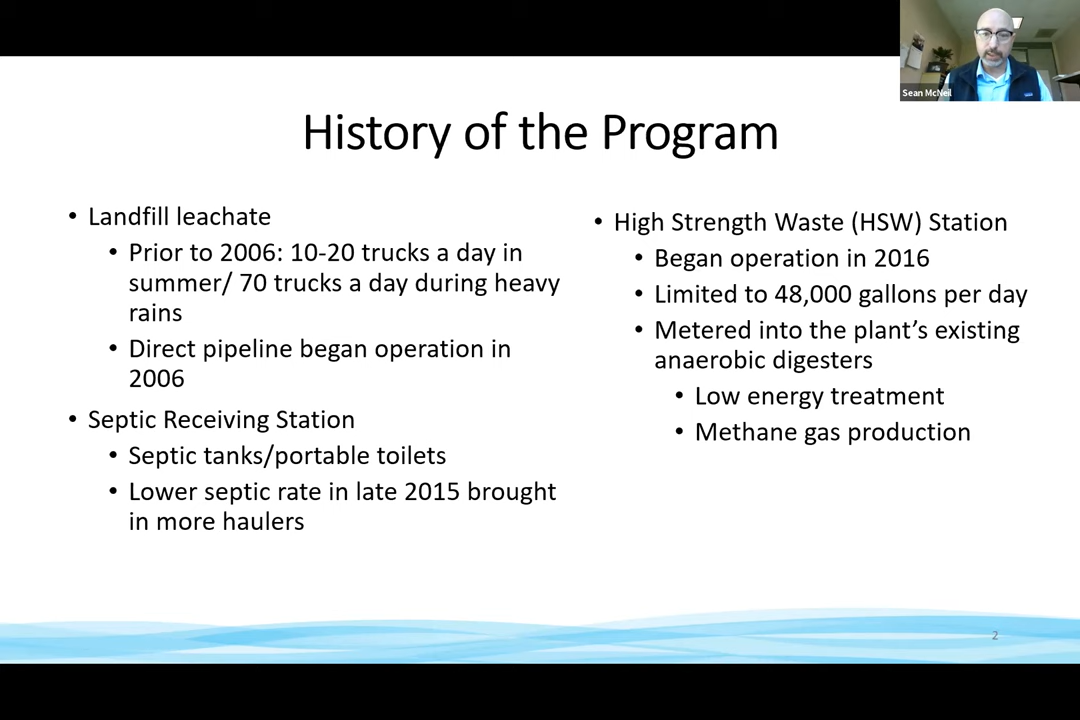 Sean McNeil
History of the Program
• Landfill leachate
• Prior to 2006: 10-20 trucks a day in
summer/ 70 trucks a day during heavy
rains
• Direct pipeline began operation in
2006
• Septic Receiving Station
• Septic tanks/portable toilets
• Lower septic rate in late 2015 brought
in more haulers
• High Strength Waste (HSW) Station
• Began operation in 2016
• Limited to 48,000 gallons per day
• Metered into the plant’s existing
anaerobic digesters
• Low energy treatment
• Methane gas production
2